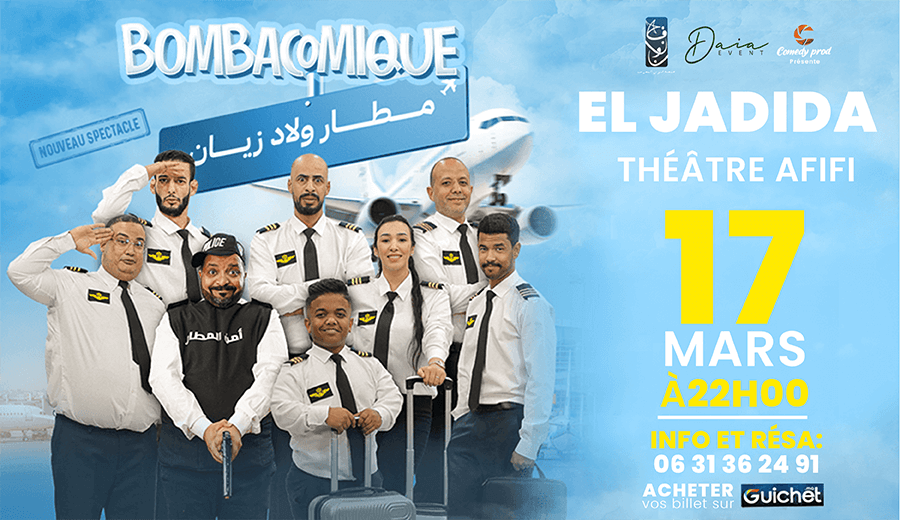 BOMBACOMIQUE
مطار ولاد زيان
NOUVEAU SPECTACLE
POLICE
أمن المطار
Daia
EVENT
Comedy prod
Présente
EL JADIDA
THÉÂTRE AFIFI
17
MARS
À22H00
INFO ET RÉSA:
06 31 36 24 91
ACHETER
vos billet sur
Guichet
.ma